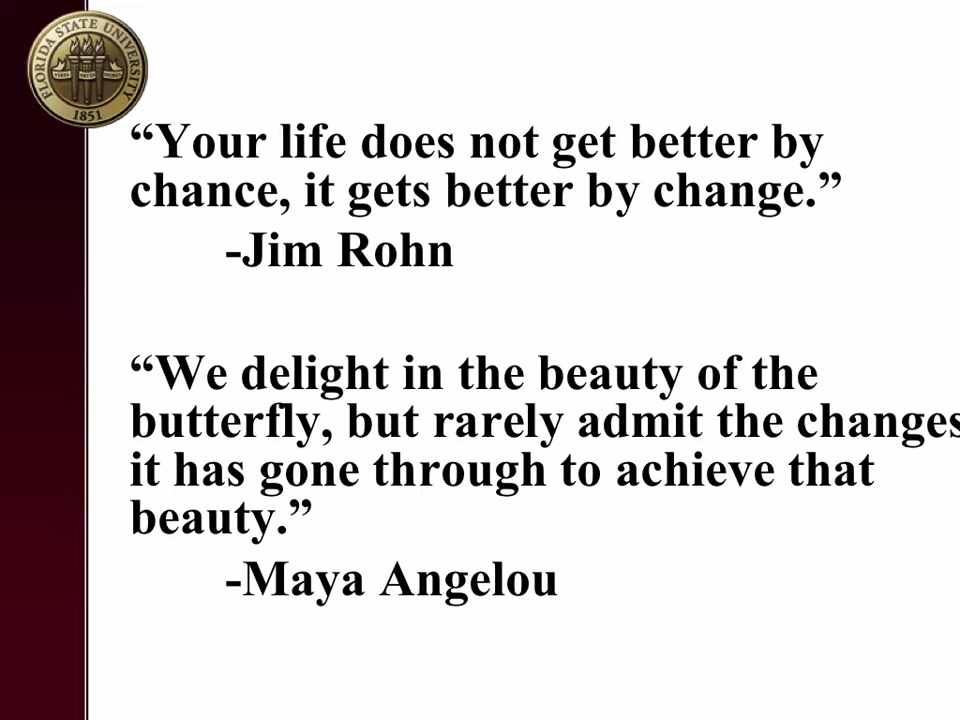 FLORIDA STATE UNIVERSITY
1851
“Your life does not get better by
chance, it gets better by change.”
-Jim Rohn
“We delight in the beauty of the
butterfly, but rarely admit the changes
it has gone through to achieve that
beauty.”
-Maya Angelou